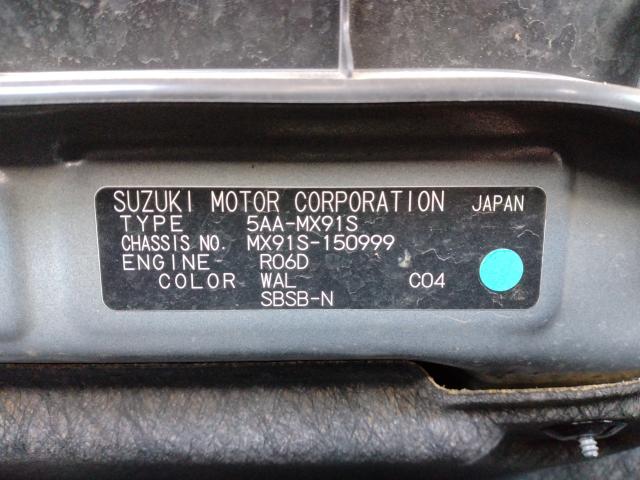 SUZUKI MOTOR CORPORATION JAPAN
TYPE 5AA-MX91S
CHASSIS NO. MX91S-150999
ENGINE R06D
COLOR WAL C04
SBSB-N